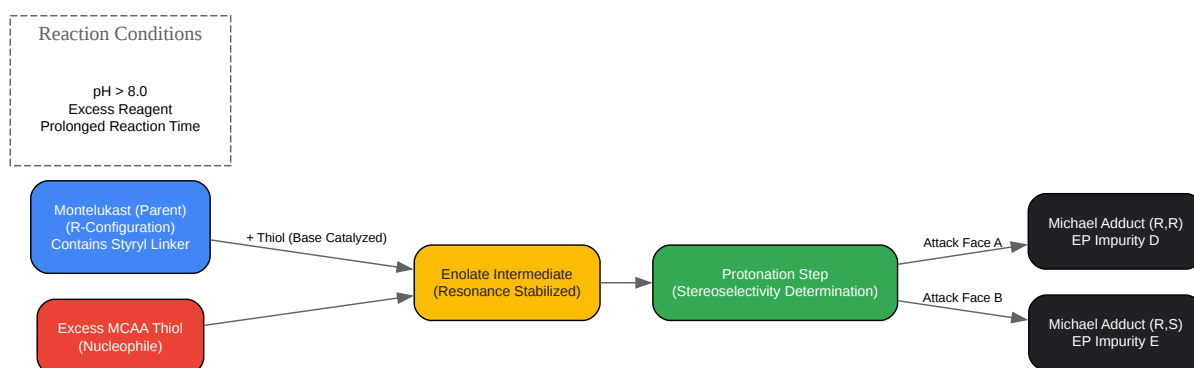 Reaction Conditions
pH > 8.0
Excess Reagent
Prolonged Reaction Time
Montelukast (Parent)
(R-Configuration)
Contains Styryl Linker
+ Thiol (Base Catalyzed)
Excess MCAA Thiol
(Nucleophile)
Enolate Intermediate
(Resonance Stabilized)
Protonation Step
(Stereoselectivity Determination)
Attack Face A
Michael Adduct (R,R)
EP Impurity D
Attack Face B
Michael Adduct (R,S)
EP Impurity E